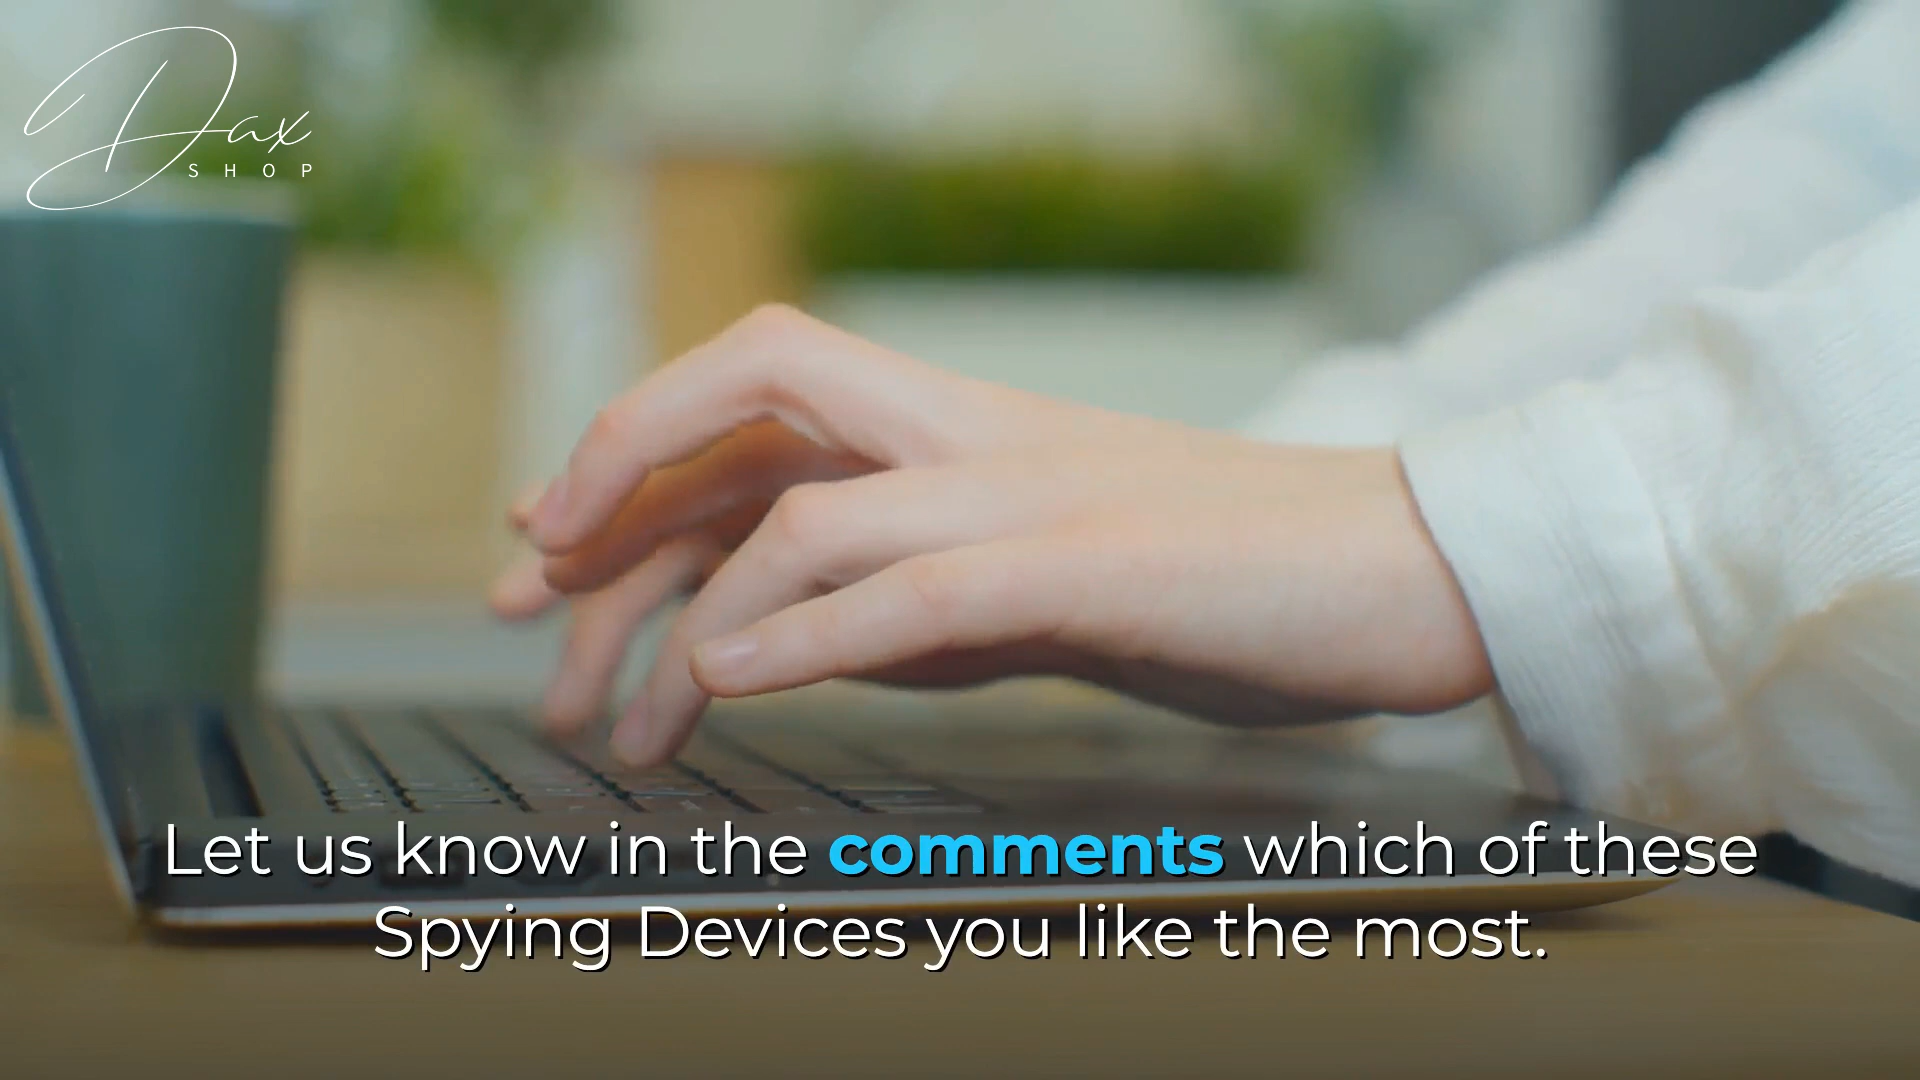 Dax
SHOP
Let us know in the comments which of these
Spying Devices you like the most.